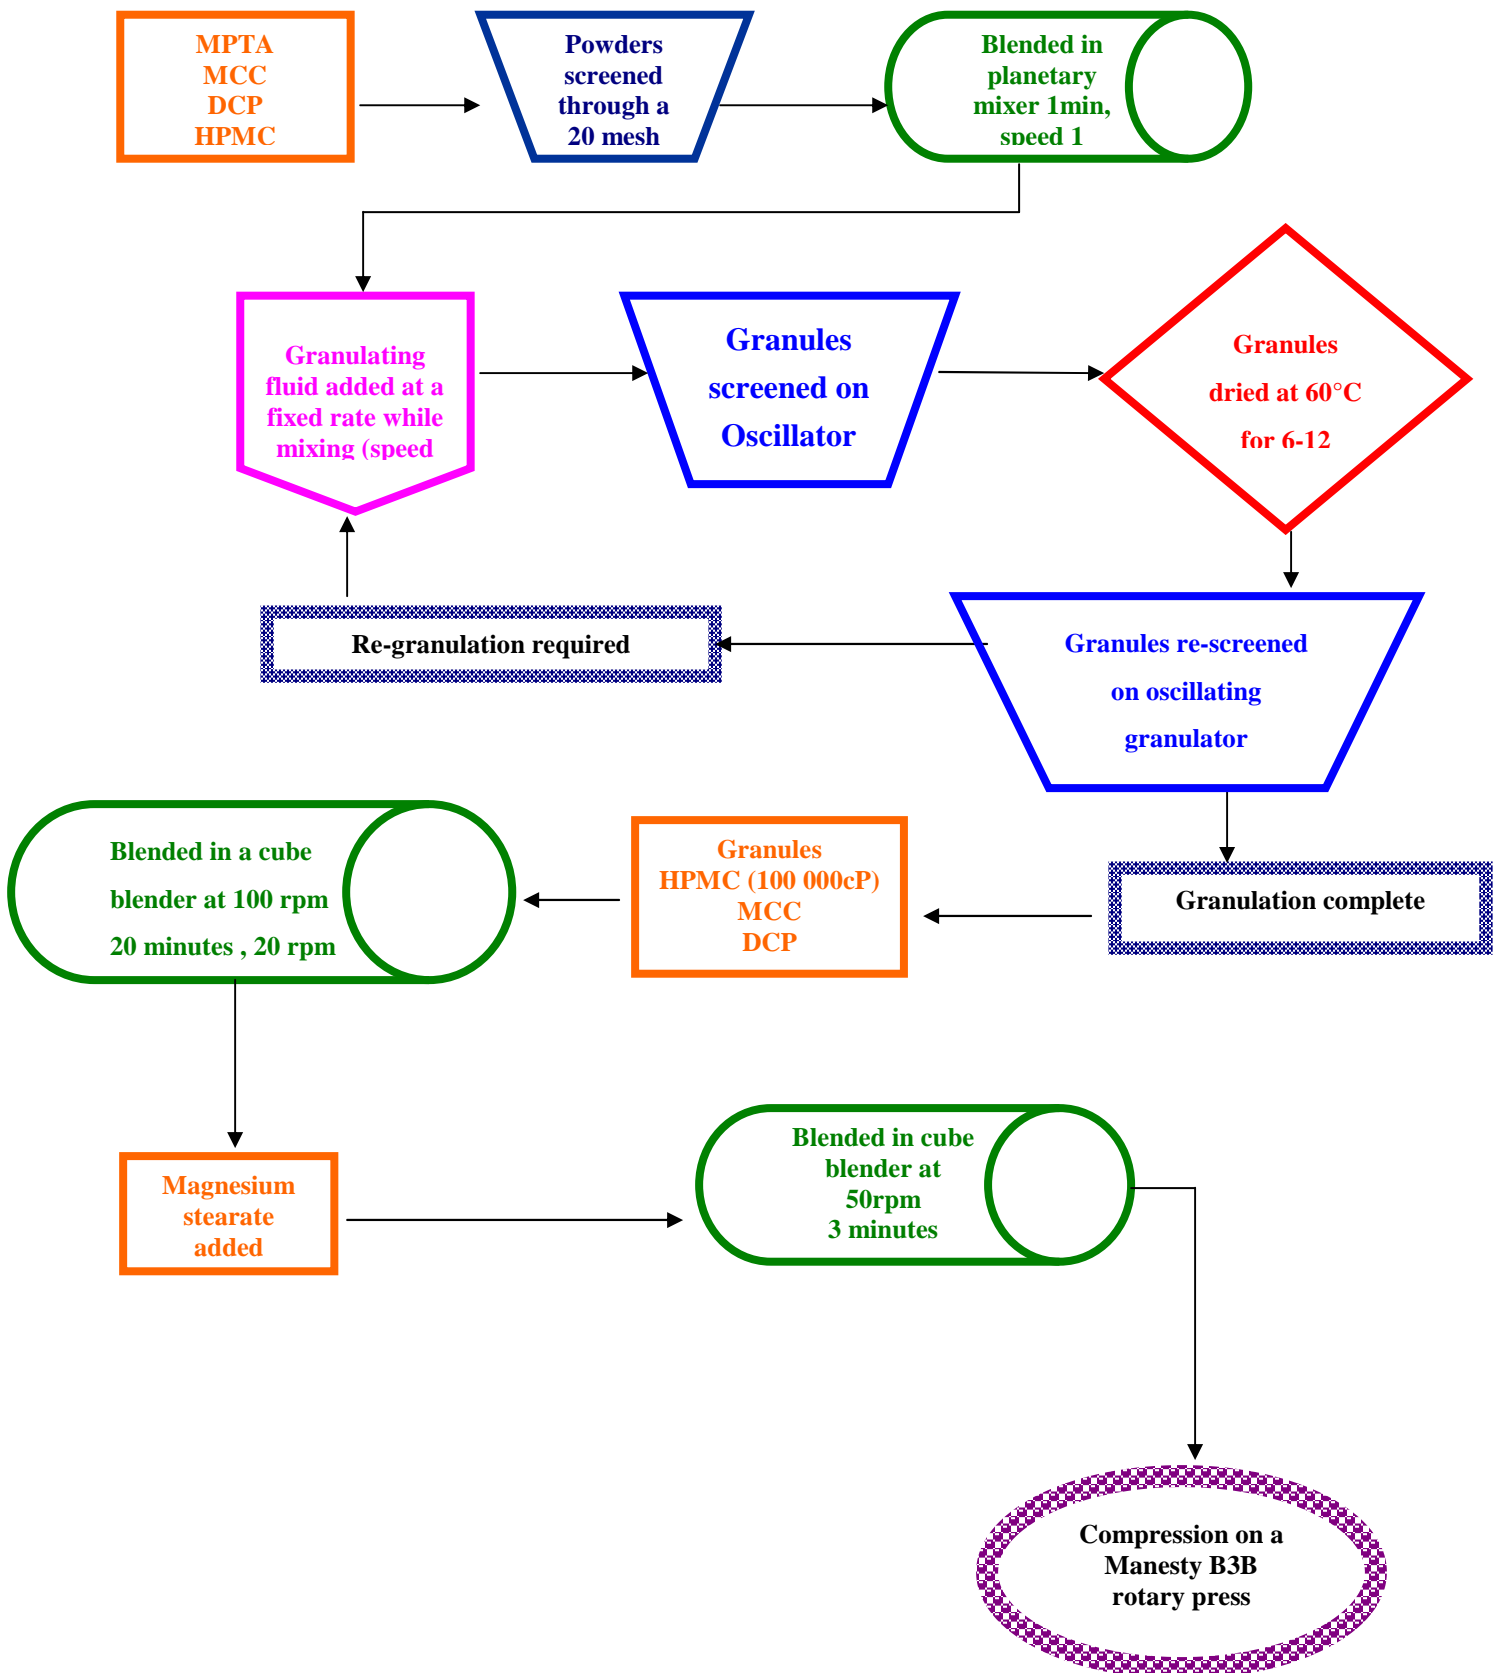 MPTA
MCC
DCP
HPMC
Powders
screened
through a
20 mesh
Blended in
planetary
mixer 1min,
speed 1
Granulating
fluid added at a
fixed rate while
mixing (speed
Granules
screened on
Oscillator
Granules
dried at 60°C
for 6-12
Granules re-screened
on oscillating
granulator
Re-granulation required
Granulation complete
Granules
HPMC (100 000cP)
MCC
DCP
Blended in a cube
blender at 100 rpm
20 minutes , 20 rpm
Magnesium
stearate
added
Blended in cube
blender at
50rpm
3 minutes
Compression on a
Manesty B3B
rotary press